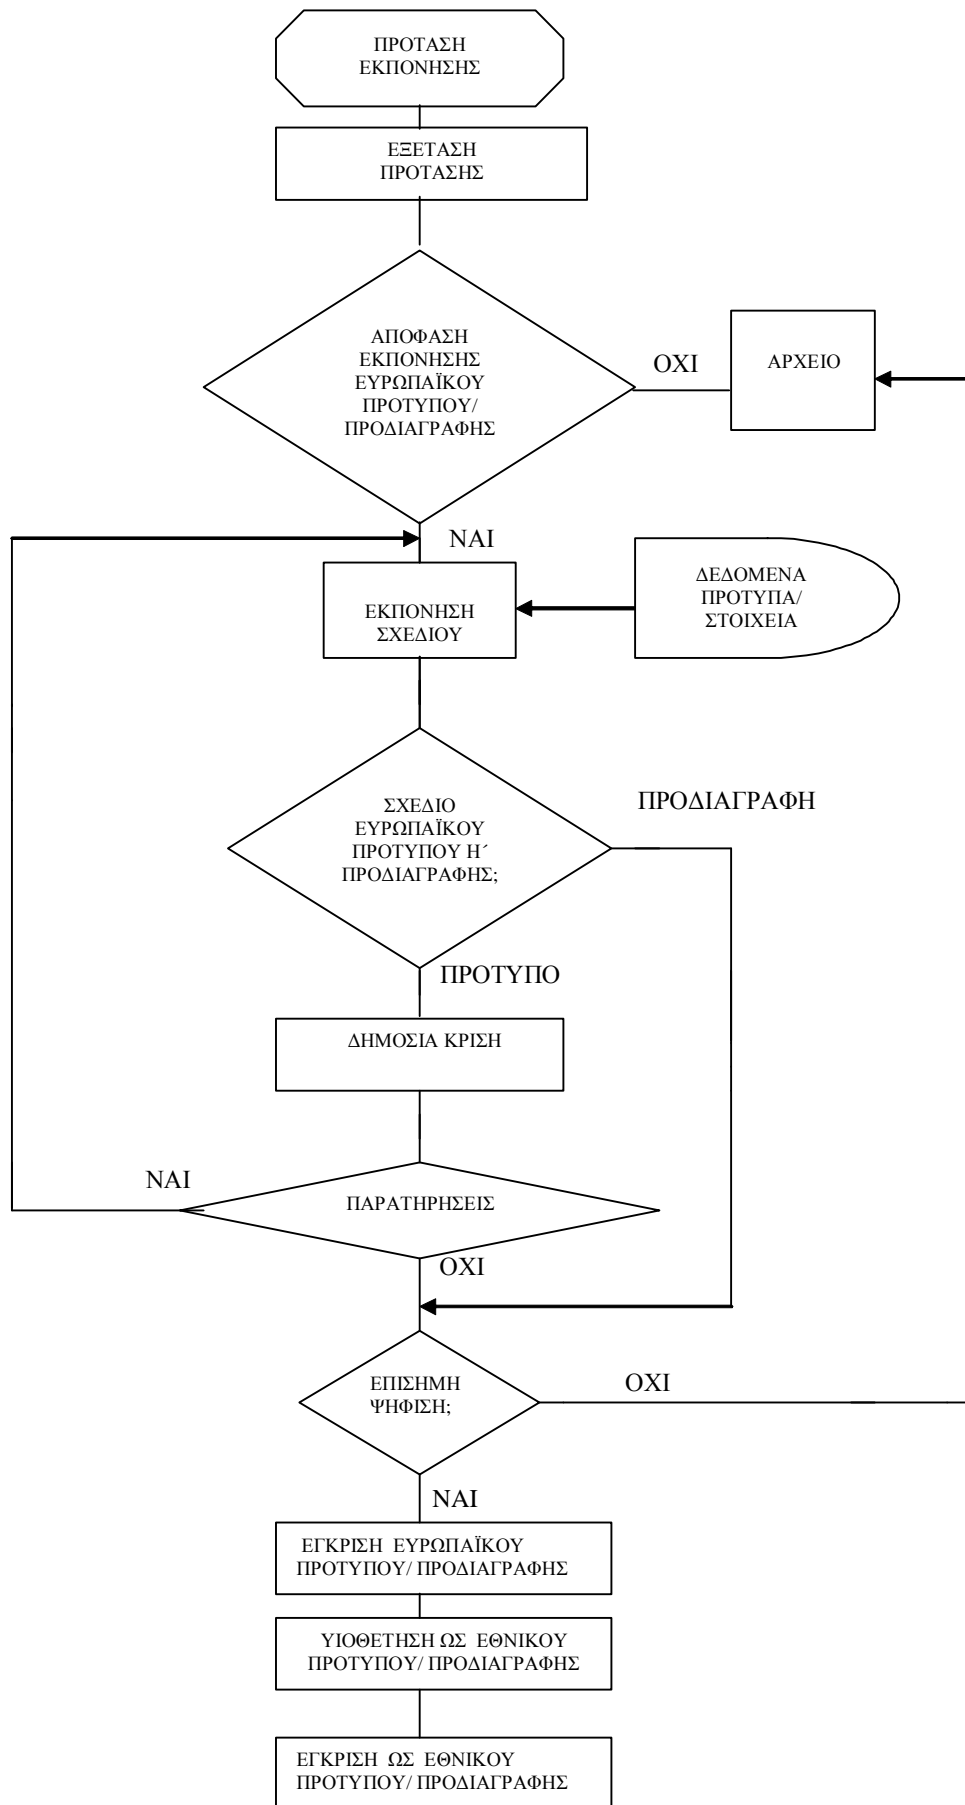 ΠΡΟΤΑΣΗ
ΕΚΠΟΝΗΣΗΣ
ΕΞΕΤΑΣΗ
ΠΡΟΤΑΣΗΣ
ΑΠΟΦΑΣΗ
ΕΚΠΟΝΗΣΗΣ
ΕΥΡΩΠΑΪΚΟΥ
ΠΡΟΤΥΠΟΥ/
ΠΡΟΔΙΑΓΡΑΦΗΣ
ΟΧΙ
ΑΡΧΕΙΟ
ΝΑΙ
ΕΚΠΟΝΗΣΗ
ΣΧΕΔΙΟΥ
ΔΕΔΟΜΕΝΑ
ΠΡΟΤΥΠΑ/
ΣΤΟΙΧΕΙΑ
ΣΧΕΔΙΟ
ΕΥΡΩΠΑΪΚΟΥ
ΠΡΟΤΥΠΟΥ Η΄
ΠΡΟΔΙΑΓΡΑΦΗΣ;
ΠΡΟΔΙΑΓΡΑΦΗ
ΠΡΟΤΥΠΟ
ΔΗΜΟΣΙΑ ΚΡΙΣΗ
ΝΑΙ
ΠΑΡΑΤΗΡΗΣΕΙΣ
ΟΧΙ
ΕΠΙΣΗΜΗ
ΨΗΦΙΣΗ;
ΟΧΙ
ΝΑΙ
ΕΓΚΡΙΣΗ ΕΥΡΩΠΑΪΚΟΥ
ΠΡΟΤΥΠΟΥ/ ΠΡΟΔΙΑΓΡΑΦΗΣ
ΥΙΟΘΕΤΗΣΗ ΩΣ ΕΘΝΙΚΟΥ
ΠΡΟΤΥΠΟΥ/ ΠΡΟΔΙΑΓΡΑΦΗΣ
ΕΓΚΡΙΣΗ ΩΣ ΕΘΝΙΚΟΥ
ΠΡΟΤΥΠΟΥ/ ΠΡΟΔΙΑΓΡΑΦΗΣ